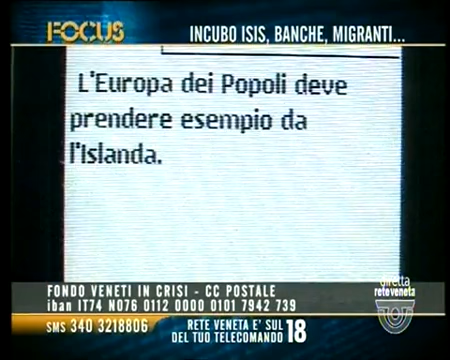 FOCUS
INCUBO ISIS, BANCHE, MIGRANTI...
L'Europa dei Popoli deve
prendere esempio da
l'Islanda.
diretta
reteveneta
FONDO VENETI IN CRISI - CC POSTALE
iban IT74 N076 0112 0000 0101 7942 739
SMS 340 3218806
RETE VENETA E' SUL
DEL TUO TELECOMANDO 18